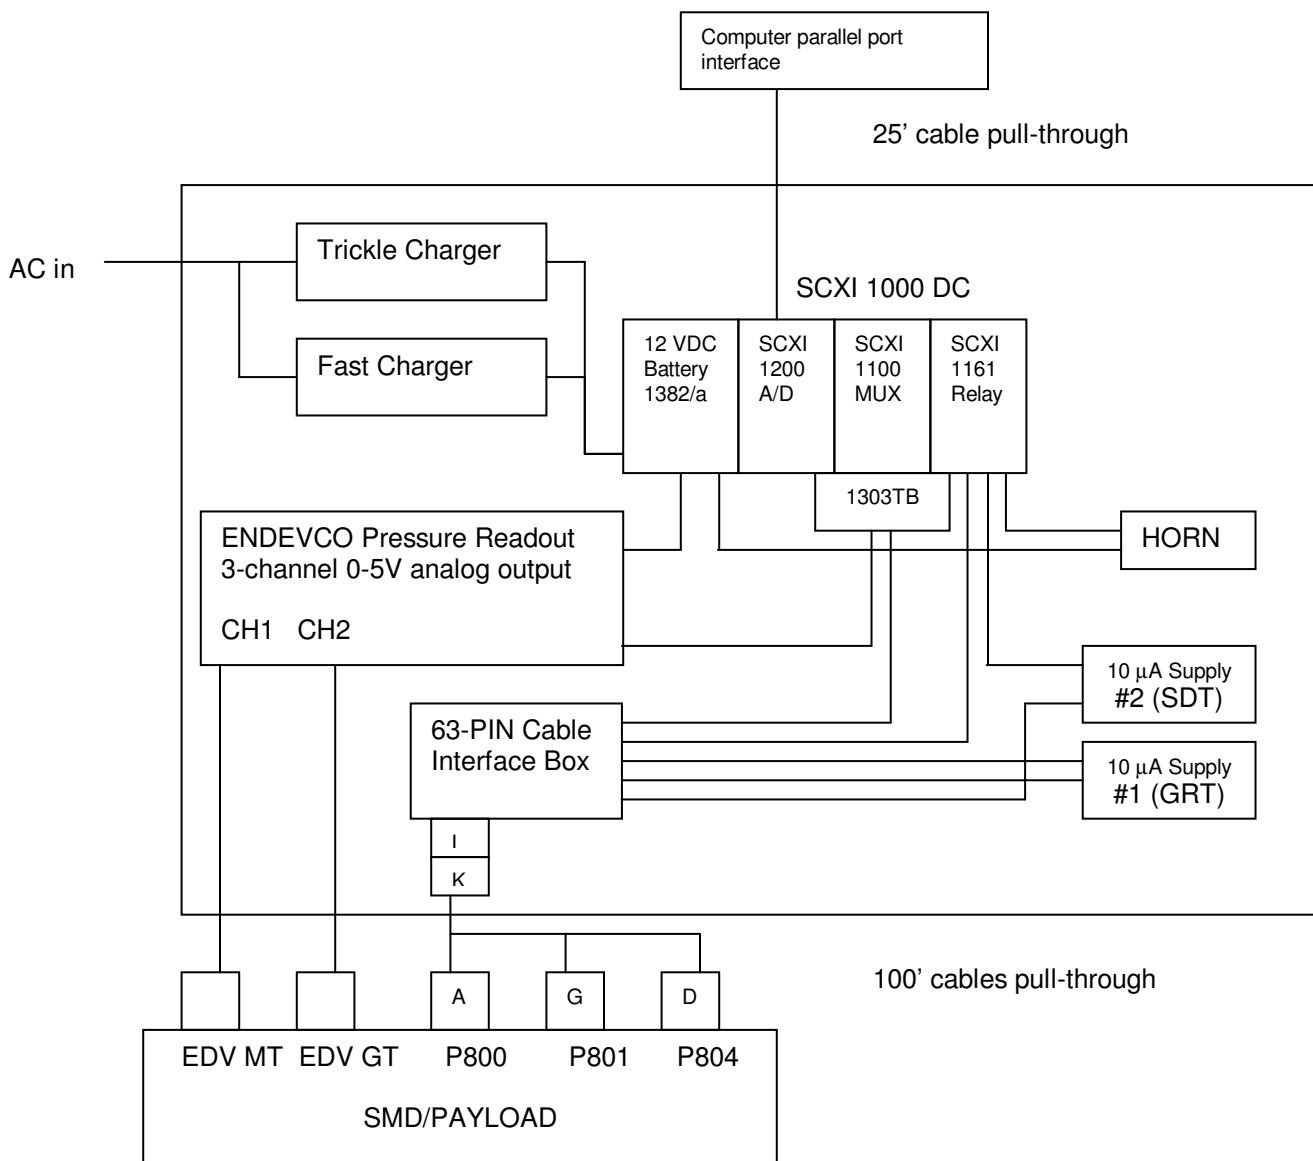 Computer parallel port
interface
25' cable pull-through
AC in
Trickle Charger
Fast Charger
SCXI 1000 DC
12 VDC
Battery
1382/a
SCXI
1200
A/D
SCXI
1100
MUX
SCXI
1161
Relay
1303TB
ENDEVCO Pressure Readout
3-channel 0-5V analog output
CH1 CH2
HORN
10 μA Supply
#2 (SDT)
63-PIN Cable
Interface Box
10 μA Supply
#1 (GRT)
I
K
100' cables pull-through
A
G
D
EDV MT
EDV GT
P800
P801
P804
SMD/PAYLOAD